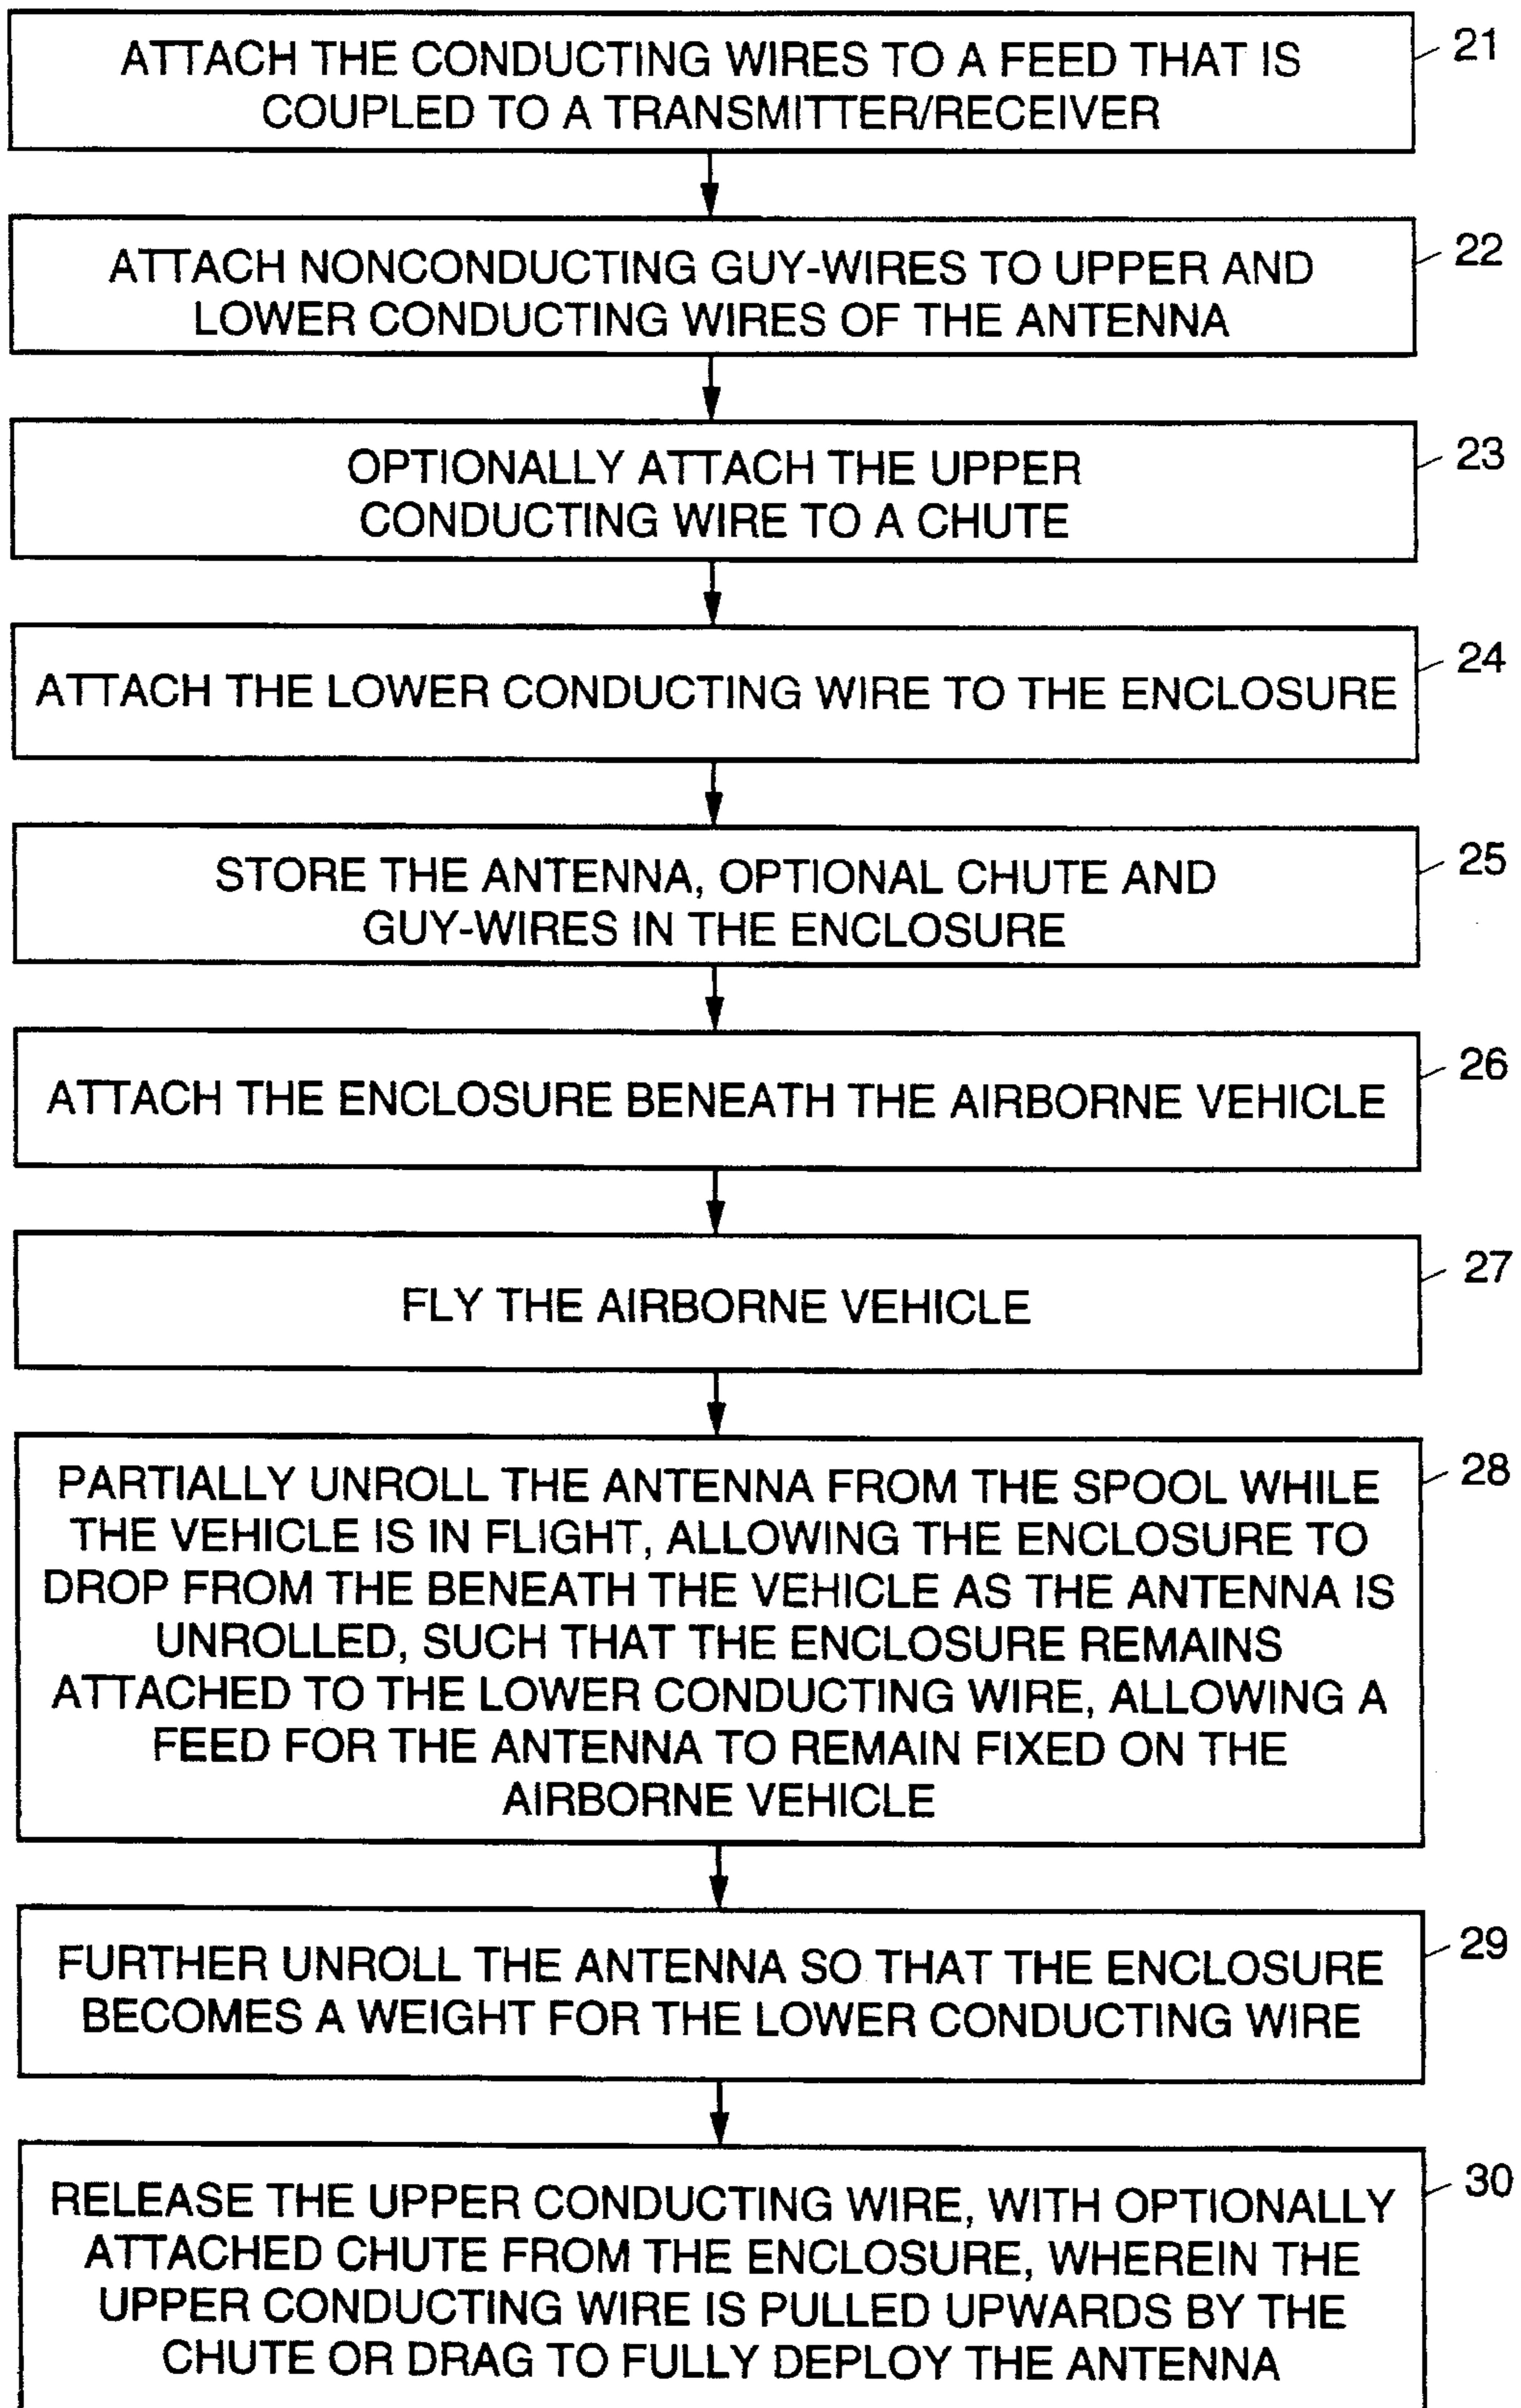 ATTACH THE CONDUCTING WIRES TO A FEED THAT IS
COUPLED TO A TRANSMITTER/RECEIVER
21
ATTACH NONCONDUCTING GUY-WIRES TO UPPER AND
LOWER CONDUCTING WIRES OF THE ANTENNA
22
OPTIONALLY ATTACH THE UPPER
CONDUCTING WIRE TO A CHUTE
23
ATTACH THE LOWER CONDUCTING WIRE TO THE ENCLOSURE
24
STORE THE ANTENNA, OPTIONAL CHUTE AND
GUY-WIRES IN THE ENCLOSURE
25
ATTACH THE ENCLOSURE BENEATH THE AIRBORNE VEHICLE
26
FLY THE AIRBORNE VEHICLE
27
PARTIALLY UNROLL THE ANTENNA FROM THE SPOOL WHILE
THE VEHICLE IS IN FLIGHT, ALLOWING THE ENCLOSURE TO
DROP FROM THE BENEATH THE VEHICLE AS THE ANTENNA IS
UNROLLED, SUCH THAT THE ENCLOSURE REMAINS
ATTACHED TO THE LOWER CONDUCTING WIRE, ALLOWING A
FEED FOR THE ANTENNA TO REMAIN FIXED ON THE
AIRBORNE VEHICLE
28
FURTHER UNROLL THE ANTENNA SO THAT THE ENCLOSURE
BECOMES A WEIGHT FOR THE LOWER CONDUCTING WIRE
29
RELEASE THE UPPER CONDUCTING WIRE, WITH OPTIONALLY
ATTACHED CHUTE FROM THE ENCLOSURE, WHEREIN THE
UPPER CONDUCTING WIRE IS PULLED UPWARDS BY THE
CHUTE OR DRAG TO FULLY DEPLOY THE ANTENNA
30